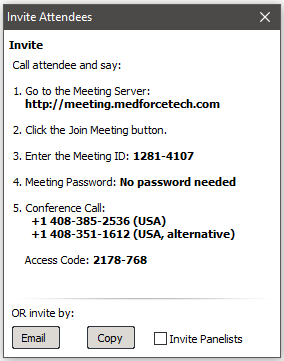 Invite Attendees
Invite
Call attendee and say:
1. Go to the Meeting Server:
http://meeting.medforcetech.com
2. Click the Join Meeting button.
3. Enter the Meeting ID: 1281-4107
4. Meeting Password: No password needed
5. Conference Call:
+1 408-385-2536 (USA)
+1 408-351-1612 (USA, alternative)
Access Code: 2178-768
OR invite by:
Email Copy Invite Panelists